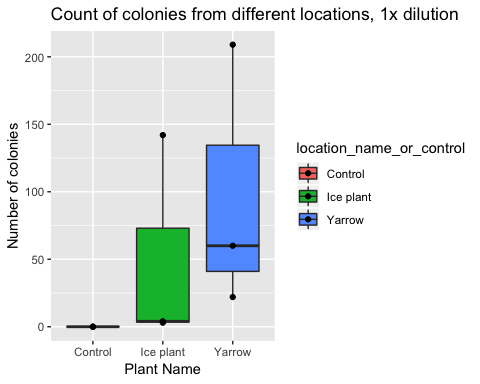 Count of colonies from different locations, 1x dilution
Number of colonies
200
150
100
50
0
Control
Ice plant
Yarrow
Plant Name
location_name_or_control
Control
Ice plant
Yarrow